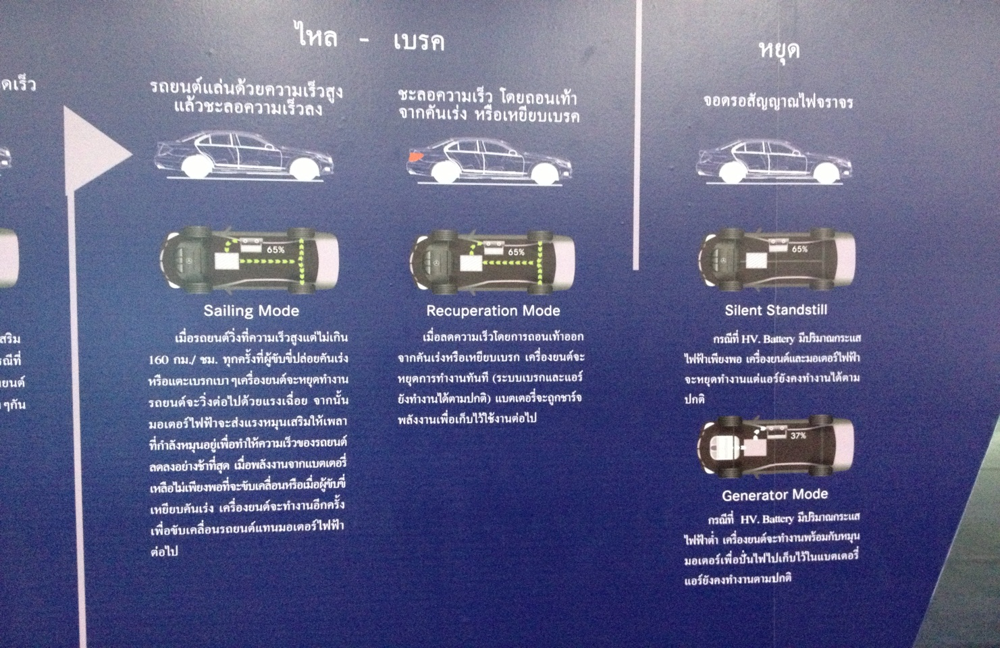 ไหล - เบรค
หยุด
ดเร็ว
รถยนต์แล่นด้วยความเร็วสูง
แล้วชะลอความเร็วลง
ชะลอความเร็ว โดยถอนเท้า
จากคันเร่ง หรือเหยียบเบรค
จอดรอสัญญาณไฟจราจร
65%
65%
65%
เสริม
รณีที่
ยนต์
ๆกัน
Sailing Mode
เมื่อรถยนต์วิ่งที่ความเร็วสูงแต่ไม่เกิน
160 กม./ ชม. ทุกครั้งที่ผู้ขับขี่ปล่อยคันเร่ง
หรือแตะเบรกเบา ๆเครื่องยนต์จะหยุดทำงาน
รถยนต์จะวิ่งต่อไปด้วยแรงเฉื่อย จากนั้น
มอเตอร์ไฟฟ้าจะส่งแรงหมุนเสริมให้เพลา
ที่กำลังหมุนอยู่เพื่อทำให้ความเร็วของรถยนต์
ลดลงอย่างช้าที่สุด เมื่อพลังงานจากแบตเตอรี่
เหลือไม่เพียงพอที่จะขับเคลื่อนหรือเมื่อผู้ขับขี่
เหยียบคันเร่ง เครื่องยนต์จะทำงานอีกครั้ง
เพื่อขับเคลื่อนรถยนต์แทนมอเตอร์ไฟฟ้า
ต่อไป
Recuperation Mode
เมื่อลดความเร็วโดยการถอนเท้าออก
จากคันเร่งหรือเหยียบเบรก เครื่องยนต์จะ
หยุดการทำงานทันที (ระบบเบรกและแอร์
ยังทำงานได้ตามปกติ) แบตเตอรี่จะถูกชาร์จ
พลังงานเพื่อเก็บไว้ใช้งานต่อไป
Silent Standstill
กรณีที่ HV. Battery มีปริมาณกระแส
ไฟฟ้าเพียงพอ เครื่องยนต์และมอเตอร์ไฟฟ้า
จะหยุดทำงานแต่แอร์ยังคงทำงานได้ตาม
ปกติ
37%
Generator Mode
กรณีที่ HV. Battery มีปริมาณกระแส
ไฟฟ้าต่ำ เครื่องยนต์จะทำงานพร้อมกับหมุน
มอเตอร์เพื่อปั่นไฟไปเก็บไว้ในแบตเตอรี่
แอร์ยังคงทำงานตามปกติ